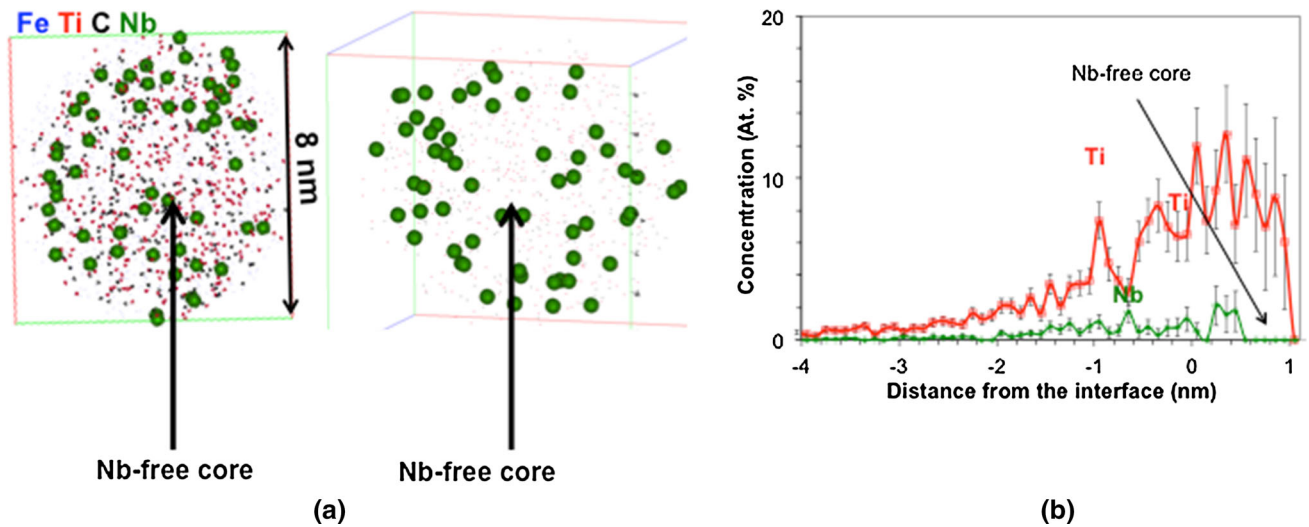 Fe Ti C Nb
8 nm
Nb-free core
Nb-free core
(a)
20
10
0
Concentration (At. %)
Nb-free core
Ti
Ti
Nb
-4 -3 -2 -1 0 1
Distance from the interface (nm)
(b)